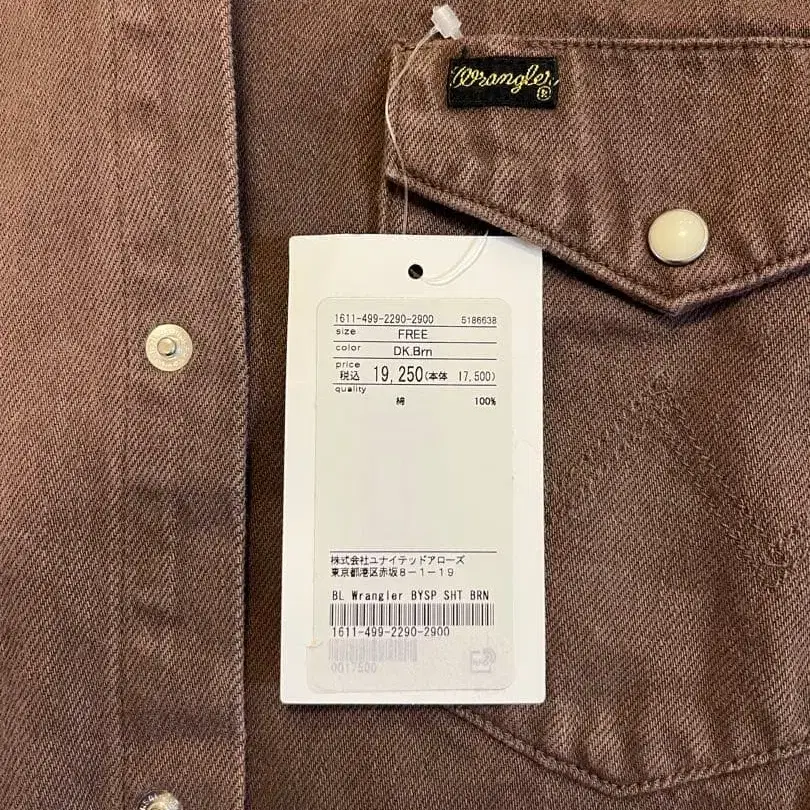 Wrangler
®
1611-499-2290-2900 5186638
size FREE
color DK.Brn
price
税込 19,250(本体 17,500)
quality
綿 100%
株式会社ユナイテッドアローズ
東京都港区赤坂8-1-19
BL Wrangler BYSP SHT BRN
1611-499-2290-2900
0017500